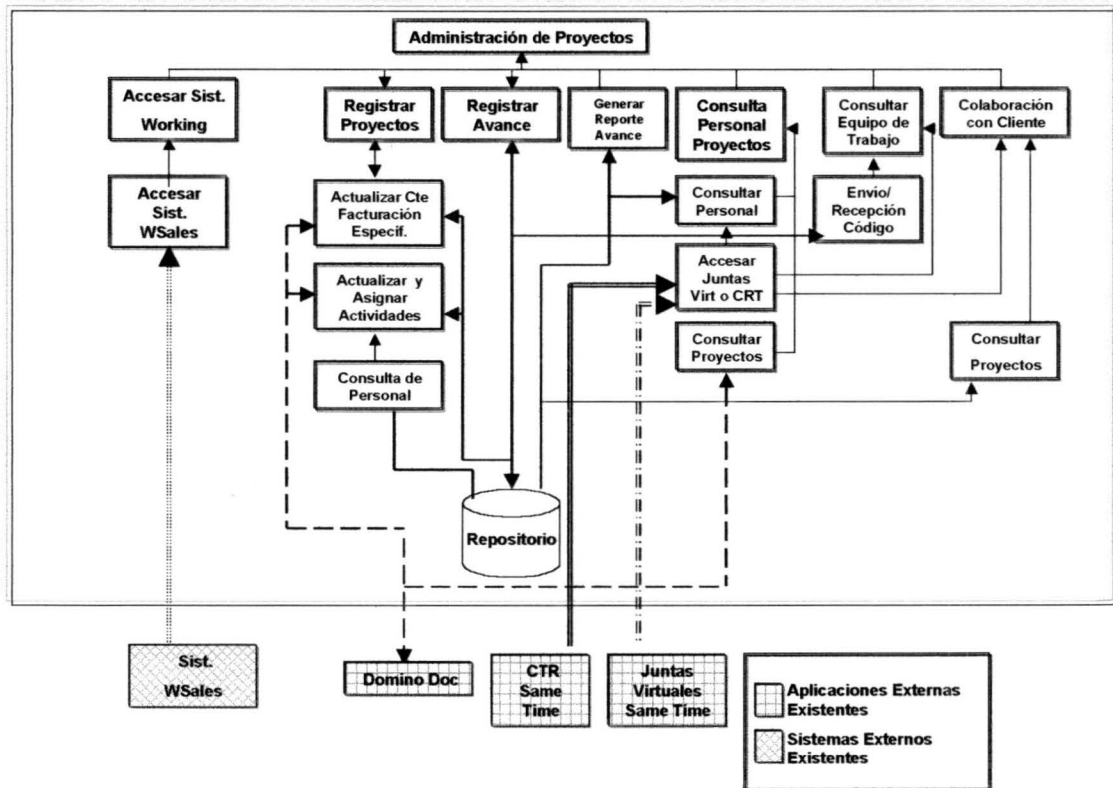 Administración de Proyectos
Accesar Sist.
Working
Registrar
Proyectos
Registrar
Avance
Generar
Reporte
Avance
Consulta
Personal
Proyectos
Consultar
Equipo de
Trabajo
Colaboración
con Cliente
Accesar
Sist.
WSales
Actualizar Cte
Facturación
Especif.
Consultar
Personal
Envio/
Recepción
Código
Actualizar y
Asignar
Actividades
Accesar
Juntas
Virt o CRT
Consulta de
Personal
Consultar
Proyectos
Consultar
Proyectos
Repositorio
Sist.
WSales
Domino Doc
CTR
Same
Time
Juntas
Virtuales
Same Time
Aplicaciones Externas
Existentes
Sistemas Externos
Existentes